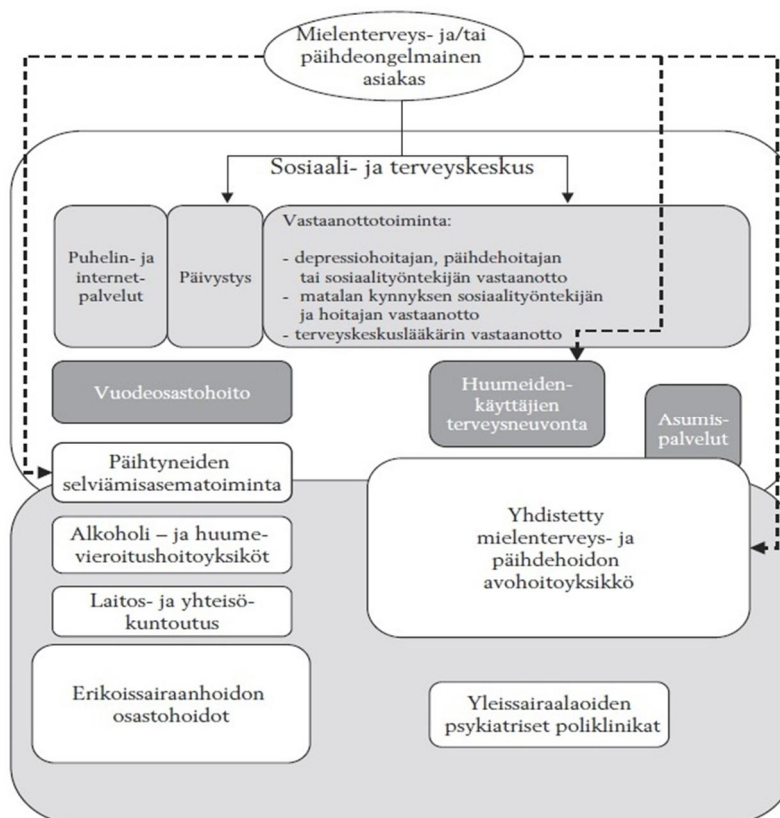 Mielenterveys- ja/tai
päihdeongelmainen
asiakas
Sosiaali- ja terveyskeskus
Puhelin- ja
internet-
palvelut
Päivystys
Vastaanottotoiminta:
- depressiohoitajan, päihdehoitajan
tai sosiaalityöntekijän vastaanotto
- matalan kynnyksen sosiaalityöntekijän
ja hoitajan vastaanotto
- terveyskeskuslääkärin vastaanotto
Vuodeosastohoito
Huumeiden-
käyttäjien
terveysneuvonta
Asumis-
palvelut
Päihtyneiden
selviämisasematoiminta
Alkoholi – ja huume-
vieroitushoitoyksiköt
Laitos- ja yhteisö-
kuntoutus
Erikoissairaanhoidon
osastohoidot
Yhdistetty
mielenterveys- ja
päihdehoidon
avohoitoyksikkö
Yleissairaalaoiden
psykiatriset poliklinikat